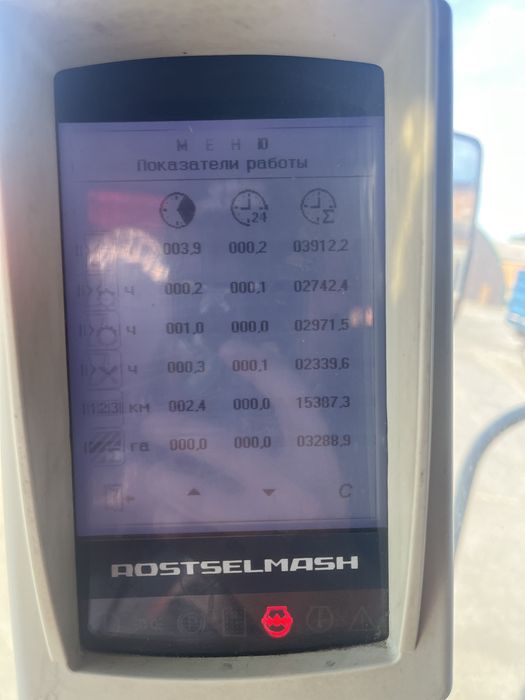 МЕНЮ
Показатели работы
24 Σ
003,9 000,2 03912,2
ч 000,2 000,1 02742,4
ч 001,0 000,0 02971,5
ч 000,3 000,1 02339,6
123 км 002,4 000,0 15387,3
га 000,0 000,0 03288,9
C
ROSTSELMASH